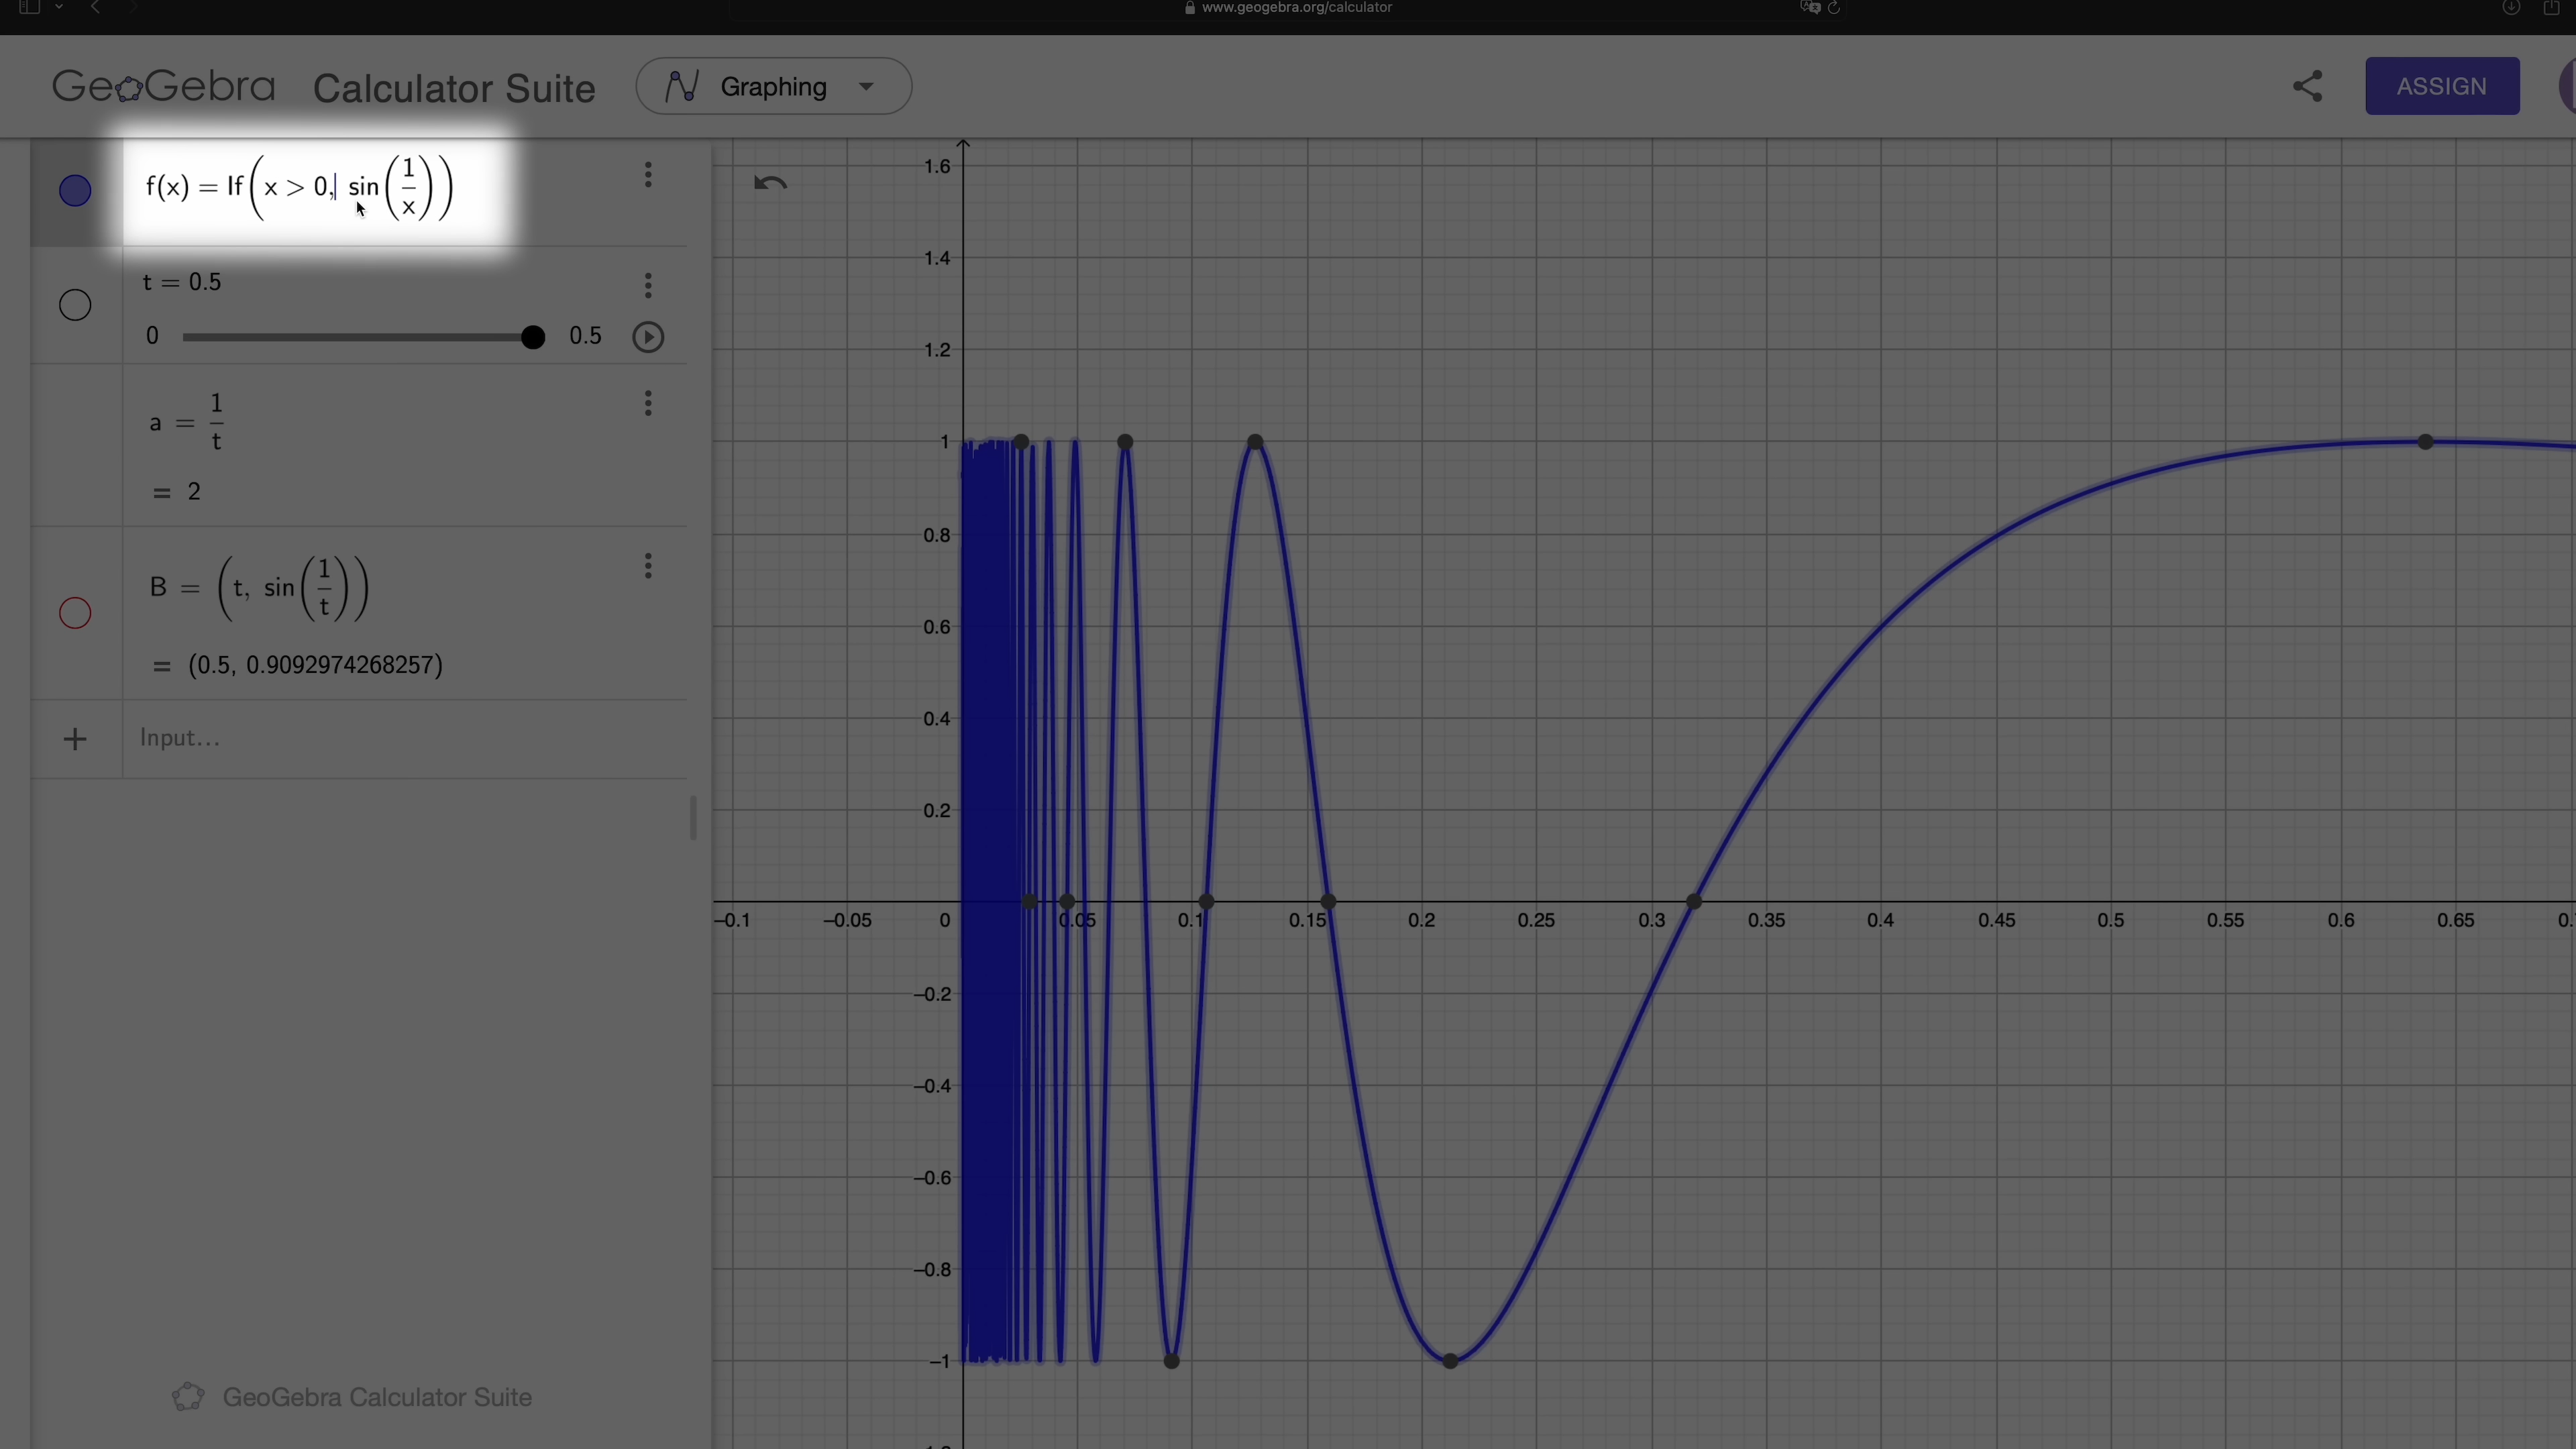 www.geogebra.org/calculator
GeoGebra Calculator Suite Graphing ASSIGN
f(x) = If(x > 0, sin(1/x))
t = 0.5
0 0.5
a = 1/t
= 2
B = (t, sin(1/t))
= (0.5, 0.9092974268257)
+ Input…
GeoGebra Calculator Suite
1.6
1.4
1.2
1
0.8
0.6
0.4
0.2
–0.1 –0.05 0 0.05 0.1 0.15 0.2 0.25 0.3 0.35 0.4 0.45 0.5 0.55 0.6 0.65
–0.2
–0.4
–0.6
–0.8
–1